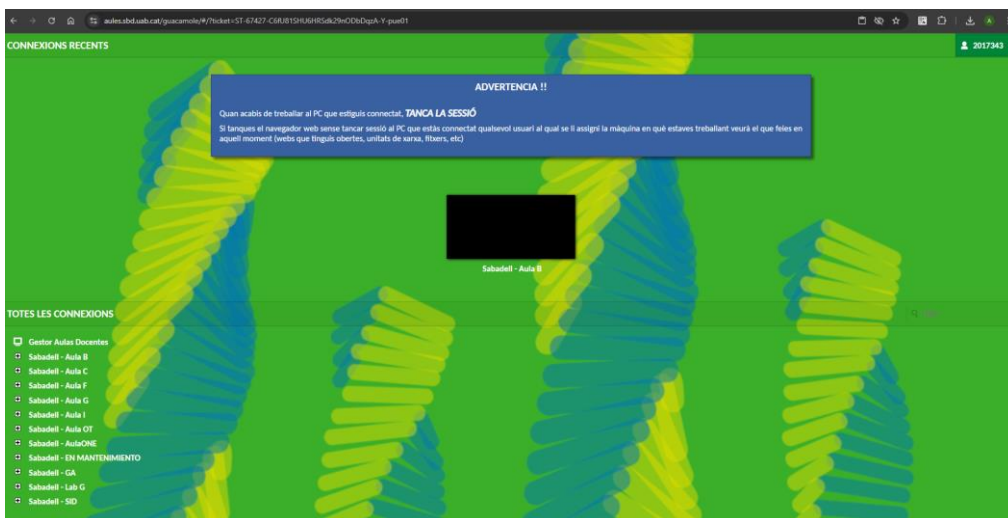 aules.sbd.uab.cat/guacamole/#/?ticket=ST-67427-C6fU81SHU6HRSdk29nODbDqzA-Y-pue01
CONNEXIONS RECENTS
2017343
ADVERTENCIA !!
Quan acabis de treballar al PC que estiguis connectat, TANCA LA SESSIÓ
Si tanques el navegador web sense tancar sessió al PC que estàs connectat qualsevol usuari al qual se li assigni la màquina en què estaves treballant veurà el que feies en
aquell moment (webs que tinguis obertes, unitats de xarxa, fitxers, etc)
Sabadell - Aula B
TOTES LES CONNEXIONS
Gestor Aulas Docentes
Sabadell - Aula B
Sabadell - Aula C
Sabadell - Aula F
Sabadell - Aula G
Sabadell - Aula I
Sabadell - Aula OT
Sabadell - AulaONE
Sabadell - EN MANTENIMIENTO
Sabadell - GA
Sabadell - Lab G
Sabadell - SID